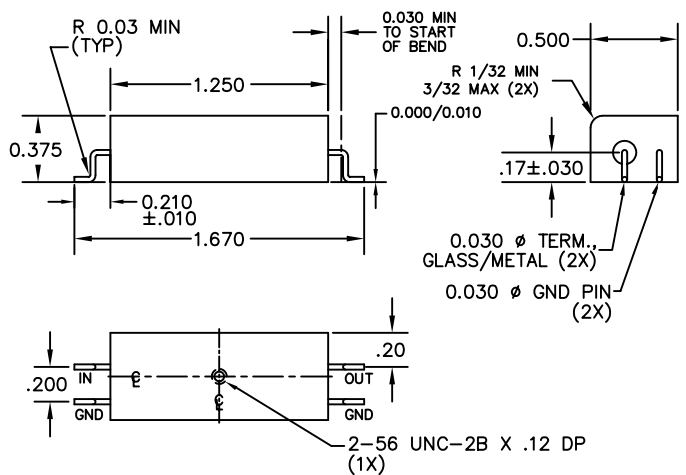 R 0.03 MIN
(TYP)
0.030 MIN
TO START
OF BEND
1.250
0.000/0.010
0.375
0.210
±.010
1.670
0.500
R 1/32 MIN
3/32 MAX (2X)
.17±.030
0.030 ø TERM.,
GLASS/METAL (2X)
0.030 ø GND PIN
(2X)
.20
.200
IN
OUT
GND
GND
℄
℄
2-56 UNC-2B X .12 DP
(1X)